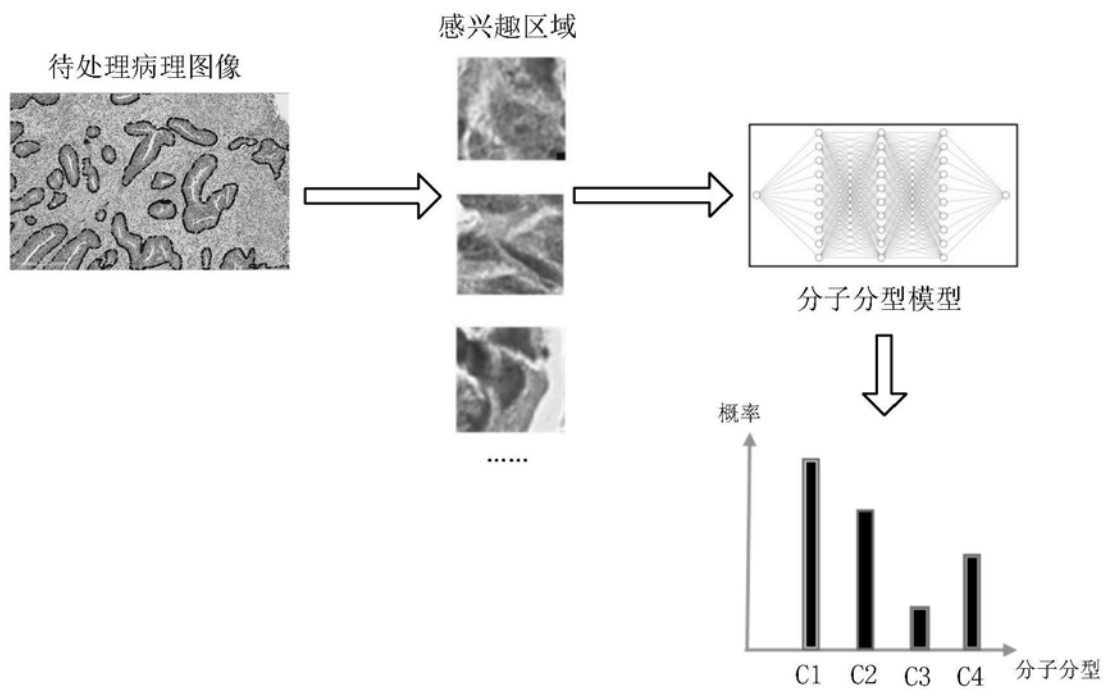 感兴趣区域
待处理病理图像
......
分子分型模型
概率
C1 C2 C3 C4
分子分型